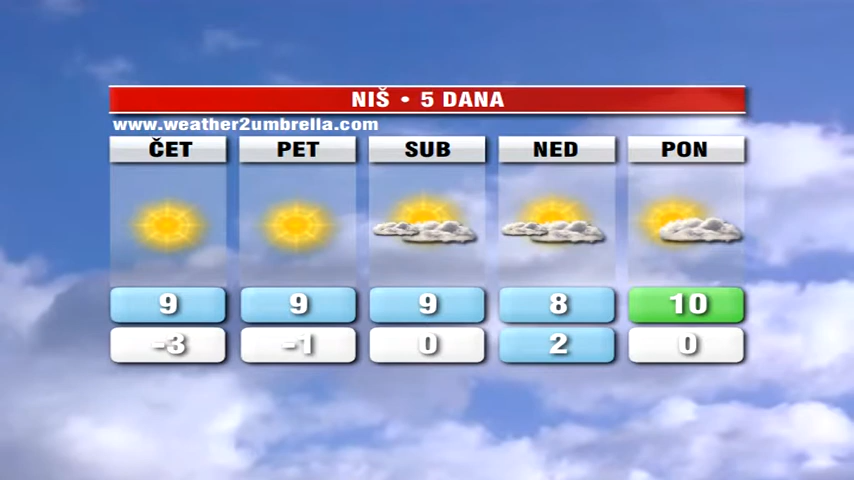 NIŠ • 5 DANA
www.weather2umbrella.com
ČET PET SUB NED PON
9 9 9 8 10
-3 -1 0 2 0